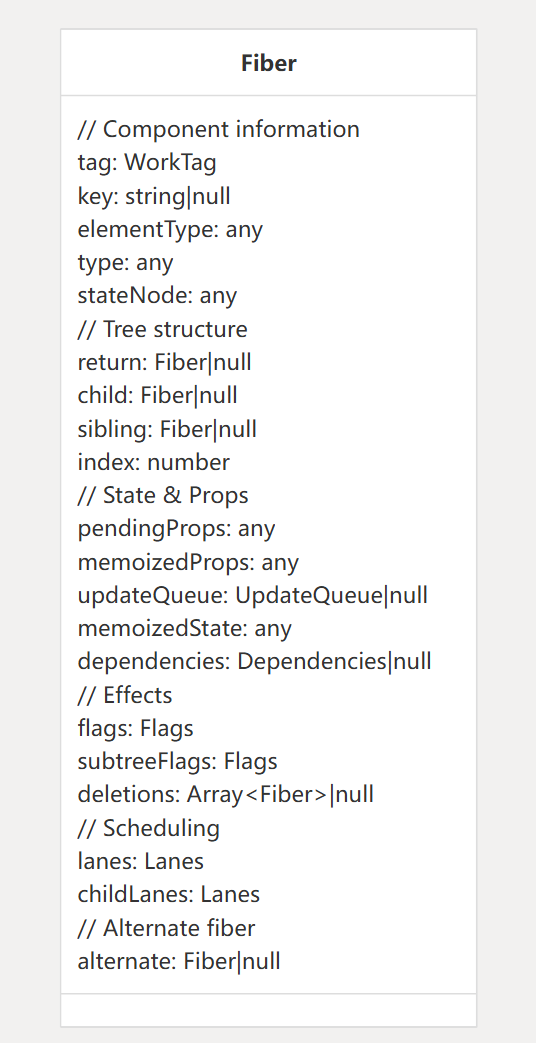 Fiber
// Component information
tag: WorkTag
key: string|null
elementType: any
type: any
stateNode: any
// Tree structure
return: Fiber|null
child: Fiber|null
sibling: Fiber|null
index: number
// State & Props
pendingProps: any
memoizedProps: any
updateQueue: UpdateQueue|null
memoizedState: any
dependencies: Dependencies|null
// Effects
flags: Flags
subtreeFlags: Flags
deletions: Array<Fiber>|null
// Scheduling
lanes: Lanes
childLanes: Lanes
// Alternate fiber
alternate: Fiber|null